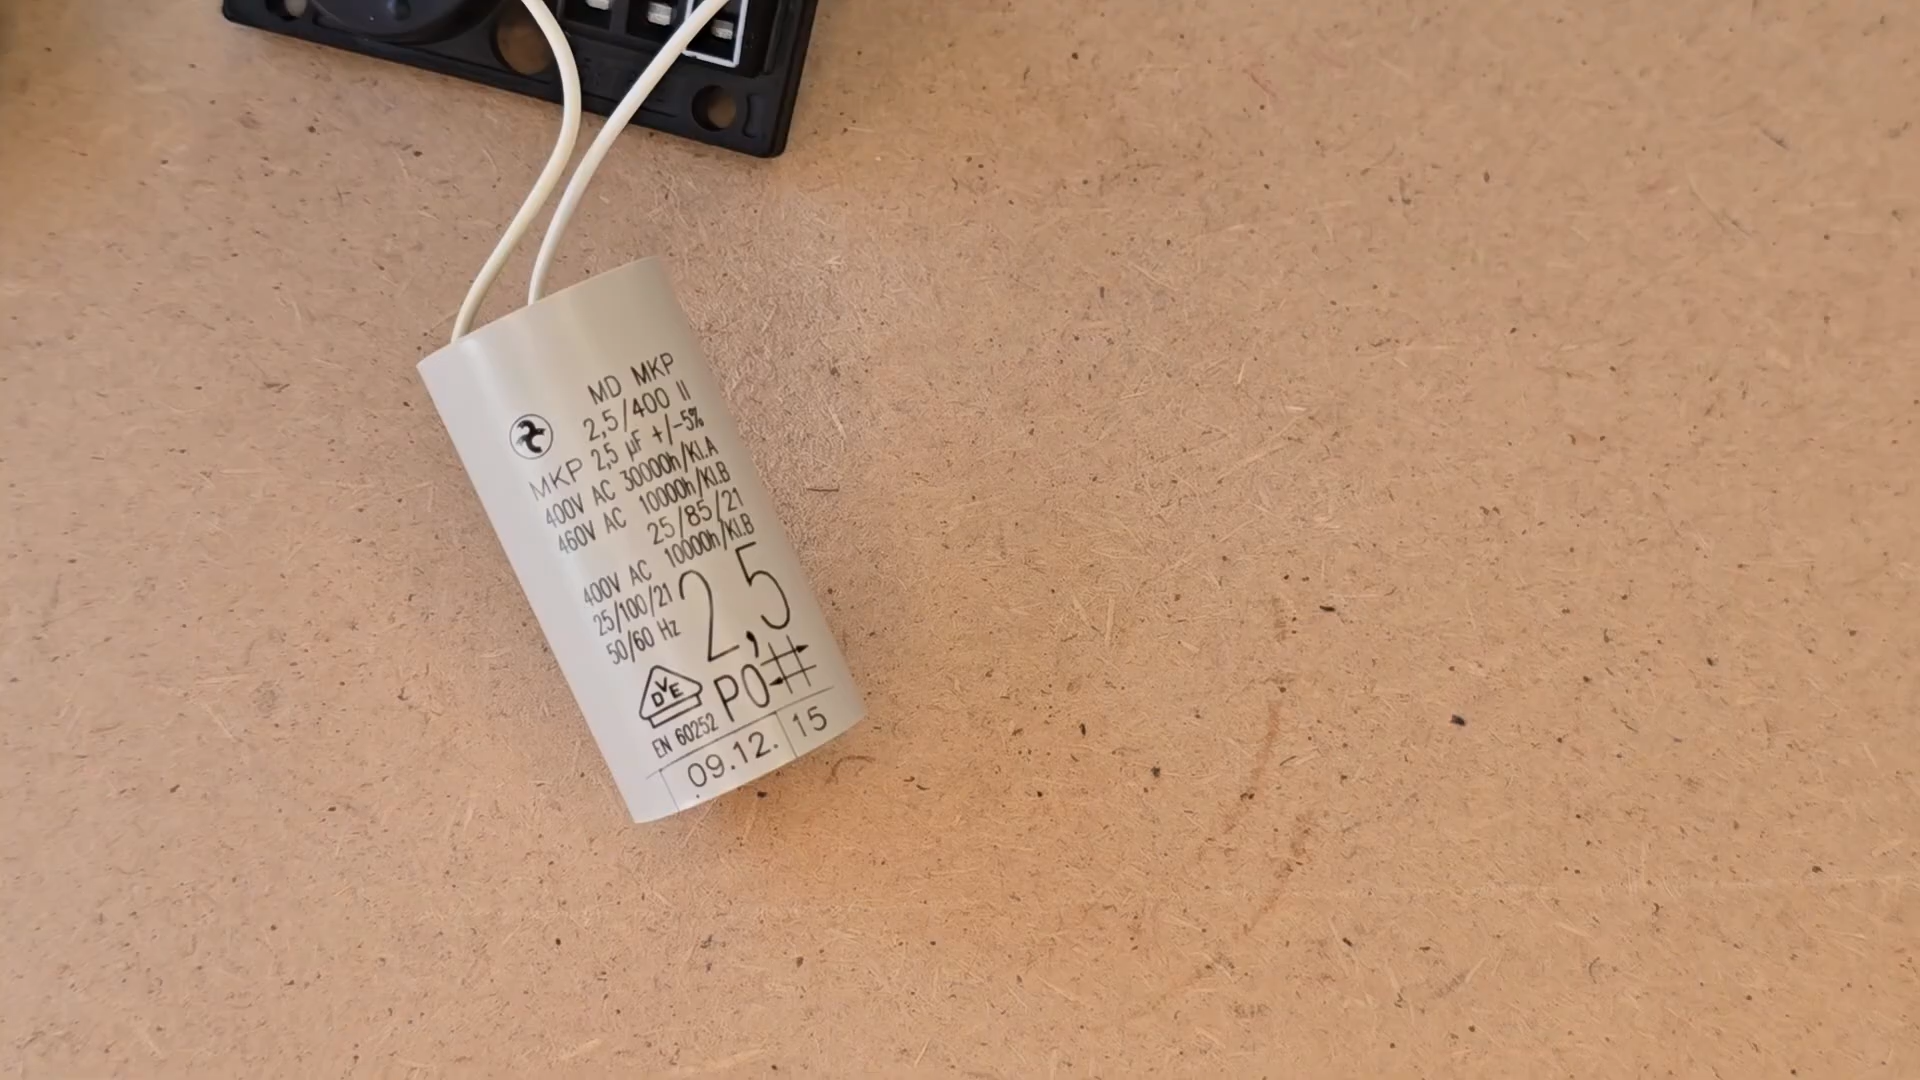 MD MKP
2,5/400 II
MKP 2,5 µF +/-5%
400V AC 30000h/Kl.A
460V AC 10000h/Kl.B
25/85/21
400V AC 10000h/Kl.B
25/100/21
50/60 Hz
2,5
P0
DVE
EN 60252
09.12. 15